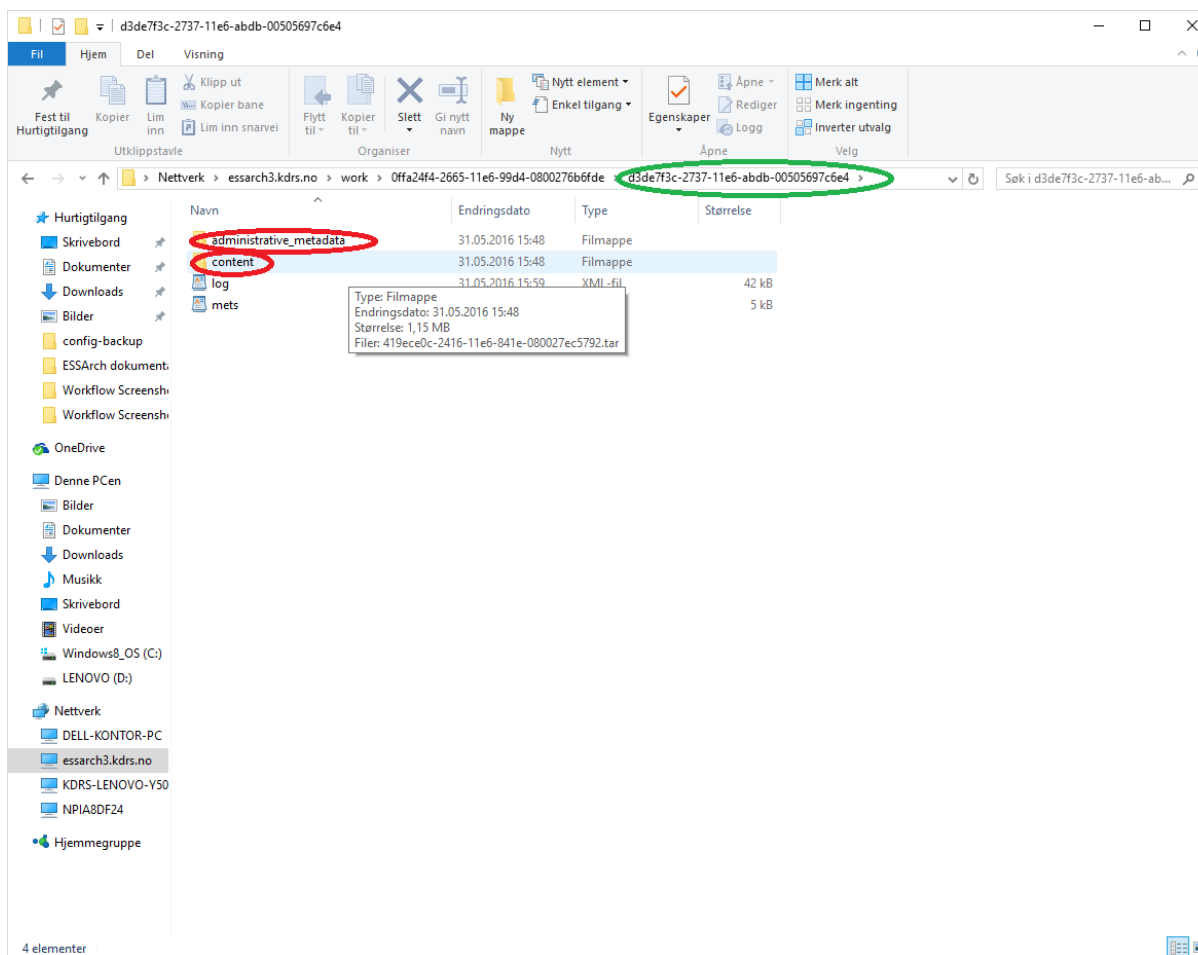 d3de7f3c-2737-11e6-abdb-00505697c6e4
Fil Hjem Del Visning
Fest til Hurtigtilgang
Kopier
Lim inn
Klipp ut
Kopier bane
Lim inn snarvei
Utklippstavle
Flytt til
Kopier til
Slett
Gi nytt navn
Organiser
Ny mappe
Nytt element
Enkel tilgang
Nytt
Egenskaper
Åpne
Rediger
Logg
Åpne
Merk alt
Merk ingenting
Inverter utvalg
Velg
Nettverk > essarch3.kdrs.no > work > 0ffa24f4-2665-11e6-99d4-0800276b6fde > d3de7f3c-2737-11e6-abdb-00505697c6e4 >
Søk i d3de7f3c-2737-11e6-ab...
Navn Endringsdato Type Størrelse
administrative_metadata 31.05.2016 15:48 Filmappe
content 31.05.2016 15:48 Filmappe
log 31.05.2016 15:59 XML-fil 42 kB
mets 5 kB
Type: Filmappe
Endringsdato: 31.05.2016 15:48
Størrelse: 1,15 MB
Filer: 419ece0c-2416-11e6-841e-080027ec5792.tar
Hurtigtilgang
Skrivebord
Dokumenter
Downloads
Bilder
config-backup
ESSArch dokumenta
Workflow Screensh
Workflow Screensh
OneDrive
Denne PCen
Bilder
Dokumenter
Downloads
Musikk
Skrivebord
Videoer
Windows8_OS (C:)
LENOVO (D:)
Nettverk
DELL-KONTOR-PC
essarch3.kdrs.no
KDRS-LENOVO-Y50
NPIA8DF24
Hjemmegruppe
4 elementer